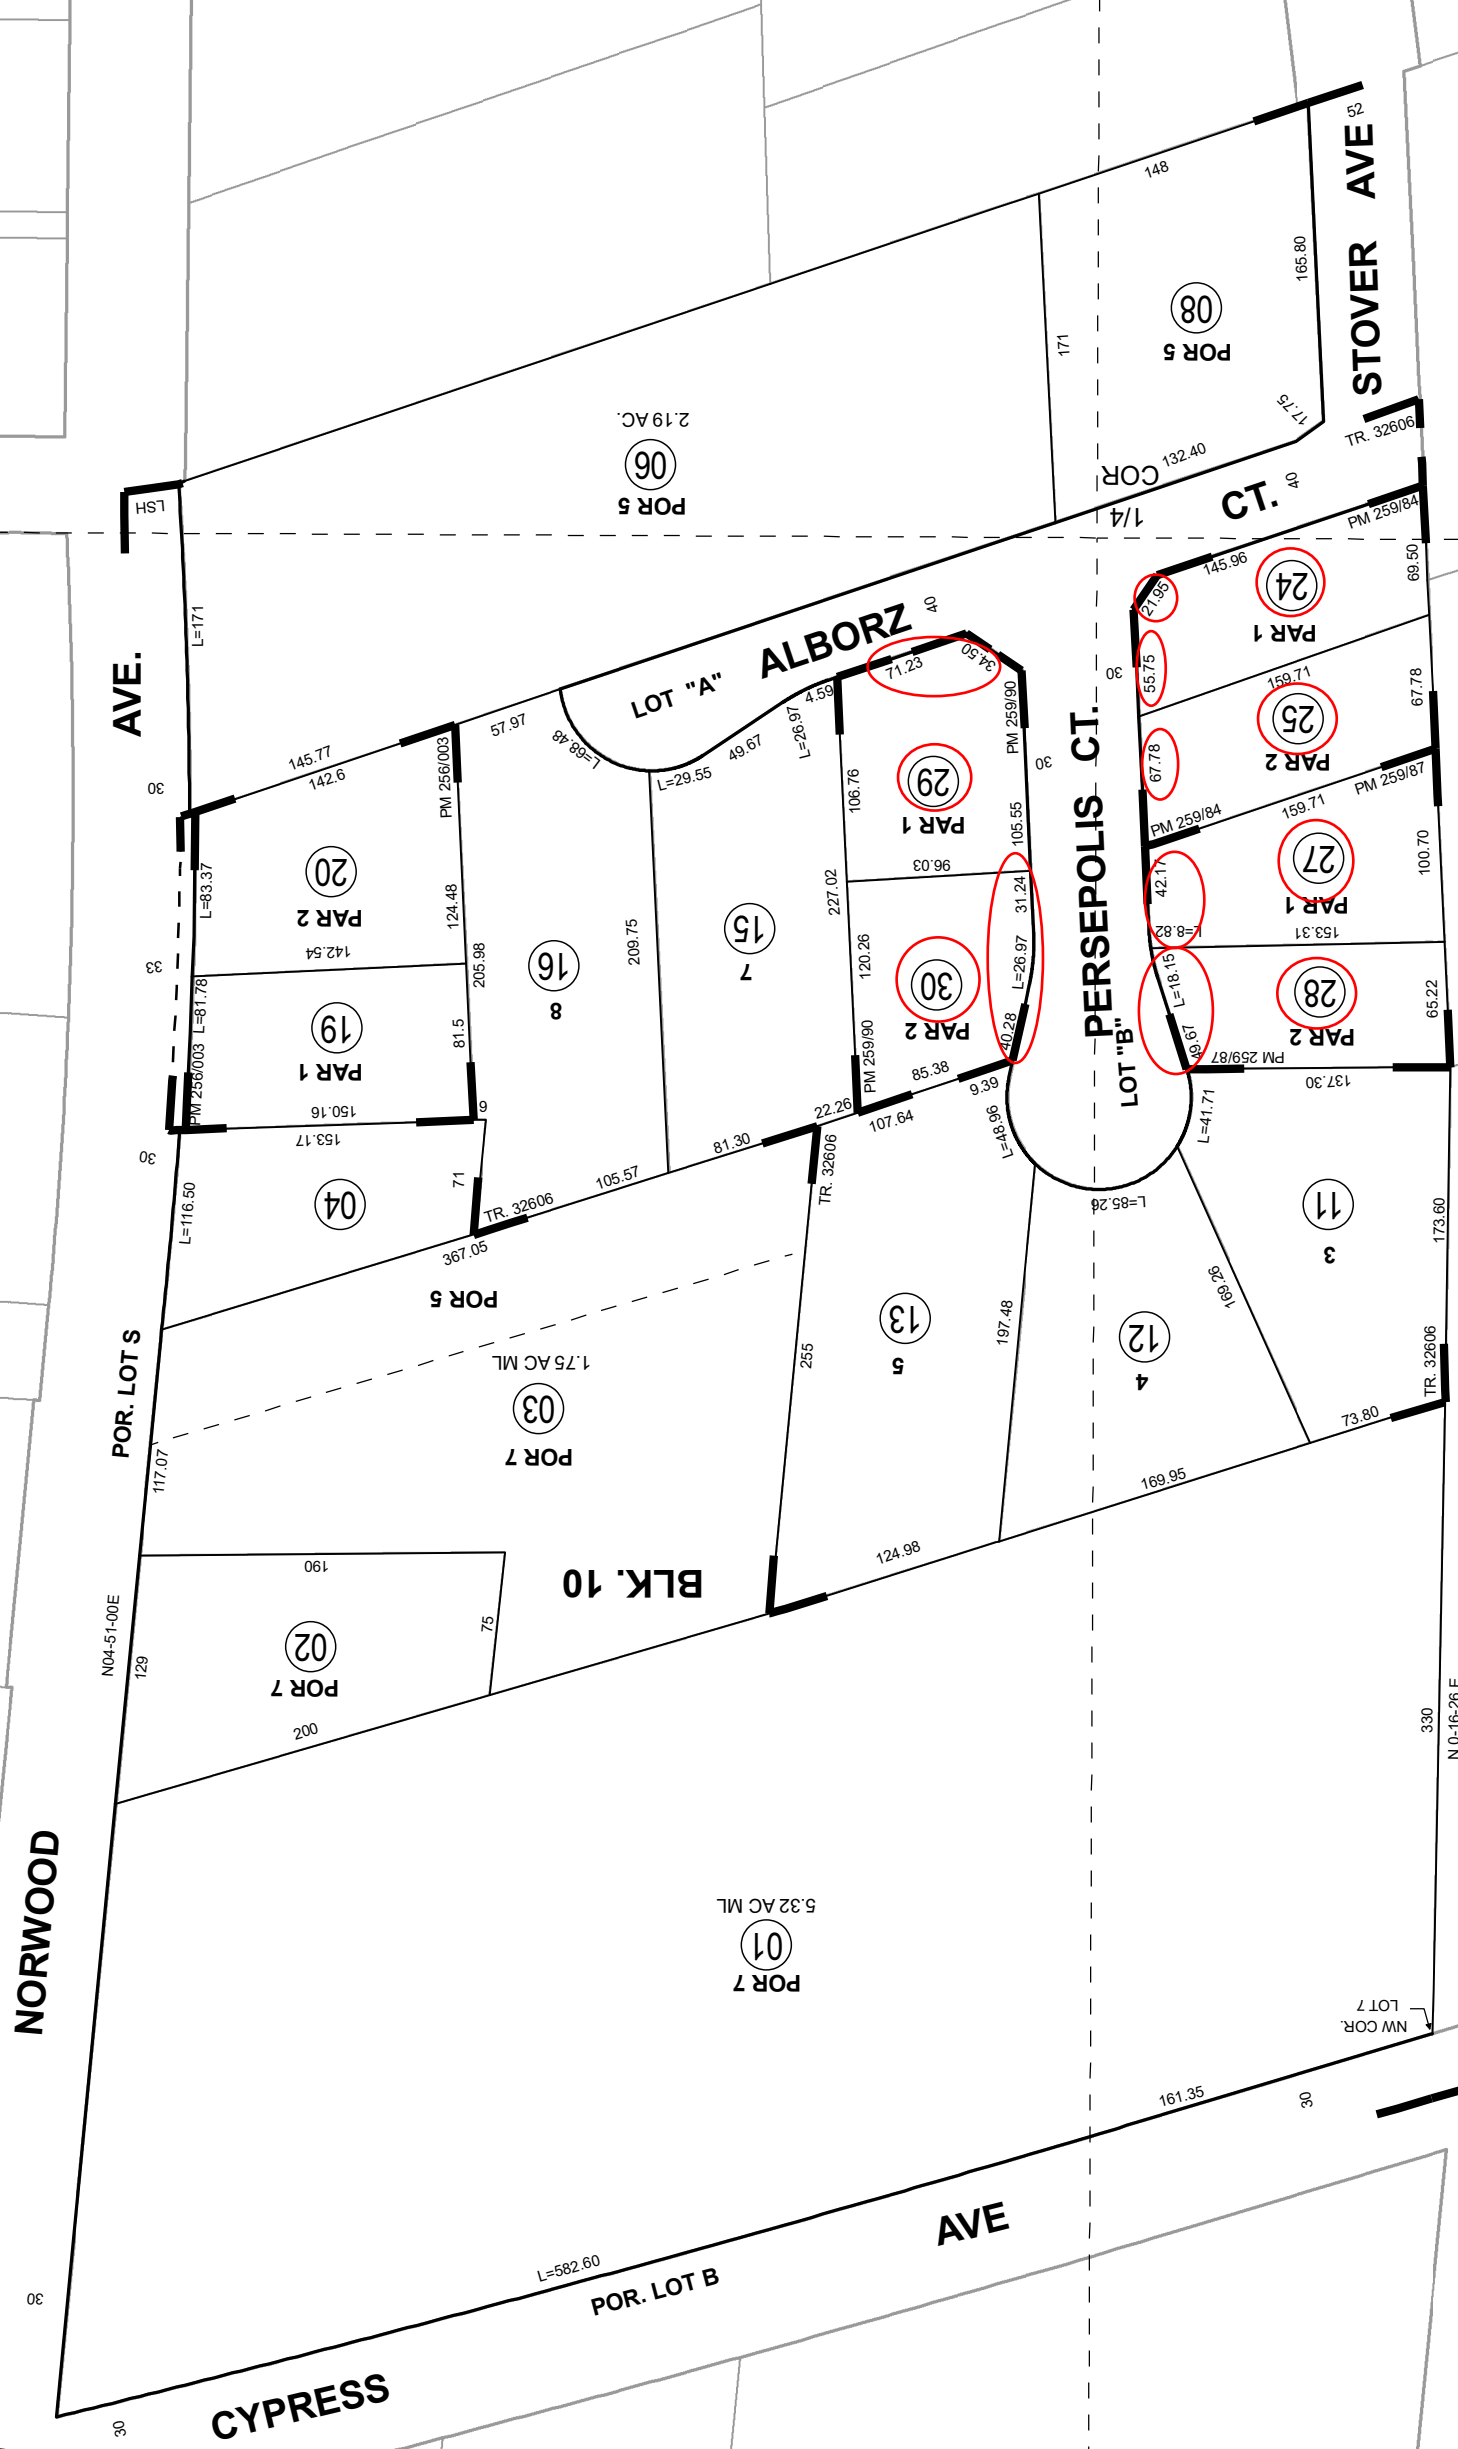 52
AVE
STOVER
148
165.80
08
POR 5
171
17.75
TR. 32606
132.40
COR
1/4
CT.
40
2.19 AC.
06
POR 5
LSH
L=171
AVE.
30
PM 259/84
145.96
69.50
24
PAR 1
21.95
55.75
30
159.71
67.78
25
PAR 2
67.78
PM 259/87
PM 259/84
159.71
40
ALBORZ
LOT "A"
34.50
71.23
4.59
PM 259/90
L=26.97
49.67
L=29.55
L=68.48
57.97
145.77
142.6
PM 256/003
30
29
PAR 1
106.76
105.55
PERSEPOLIS CT.
96.03
31.24
227.02
42.17
27
PAR 1
100.70
L=8.82
153.31
20
PAR 2
L=83.37
124.48
142.54
33
205.98
209.75
15
7
16
8
120.26
30
PAR 2
L=26.97
40.28
L=18.15
49.67
28
PAR 2
65.22
PM 259/87
137.30
L=81.78
19
PAR 1
81.5
PM 256/003
150.16
153.17
6
30
PM 259/90
85.38
9.39
22.26
107.64
81.30
L=48.96
LOT "B"
L=41.71
L=85.26
TR. 32606
105.57
TR. 32606
71
04
L=116.50
367.05
POR 5
11
3
173.60
169.26
12
4
197.48
13
5
255
TR. 32606
73.80
POR. LOT S
1.75 AC ML
03
POR 7
117.07
169.95
124.98
190
BLK. 10
75
02
POR 7
N04-51-00E
129
200
330
N 0-16-26 E
NORWOOD
5.32 AC ML
01
POR 7
LOT 7
NW COR.
161.35
30
AVE
L=582.60
POR. LOT B
30
CYPRESS
30
30